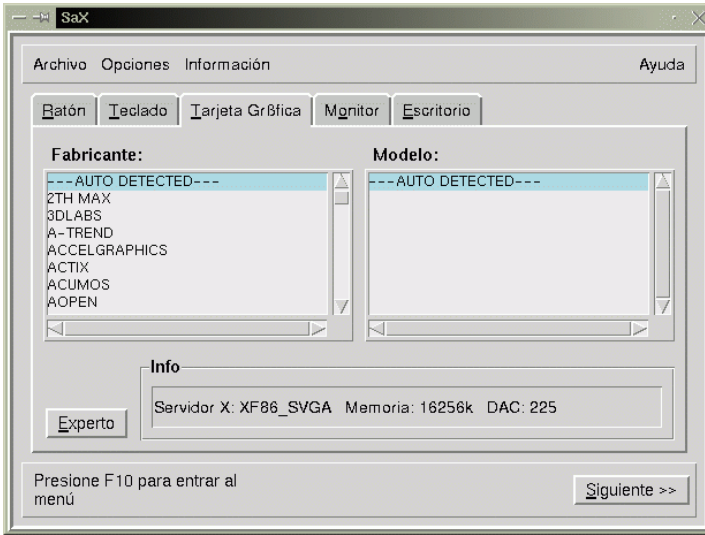 SaX
Archivo Opciones Información Ayuda
Ratón Teclado Tarjeta Grßfica Monitor Escritorio
Fabricante: Modelo:
---AUTO DETECTED--- ---AUTO DETECTED---
2TH MAX
3DLABS
A-TREND
ACCELGRAPHICS
ACTIX
ACUMOS
AOPEN
Info
Servidor X: XF86_SVGA Memoria: 16256k DAC: 225
Experto
Presione F10 para entrar al
menú
Siguiente >>